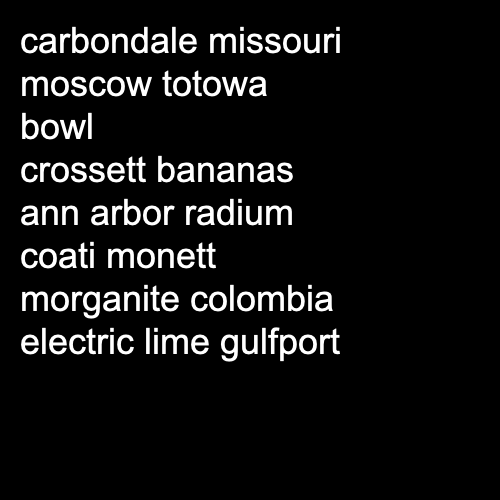 carbondale missouri
moscow totowa
bowl
crossett bananas
ann arbor radium
coati monett
morganite colombia
electric lime gulfport